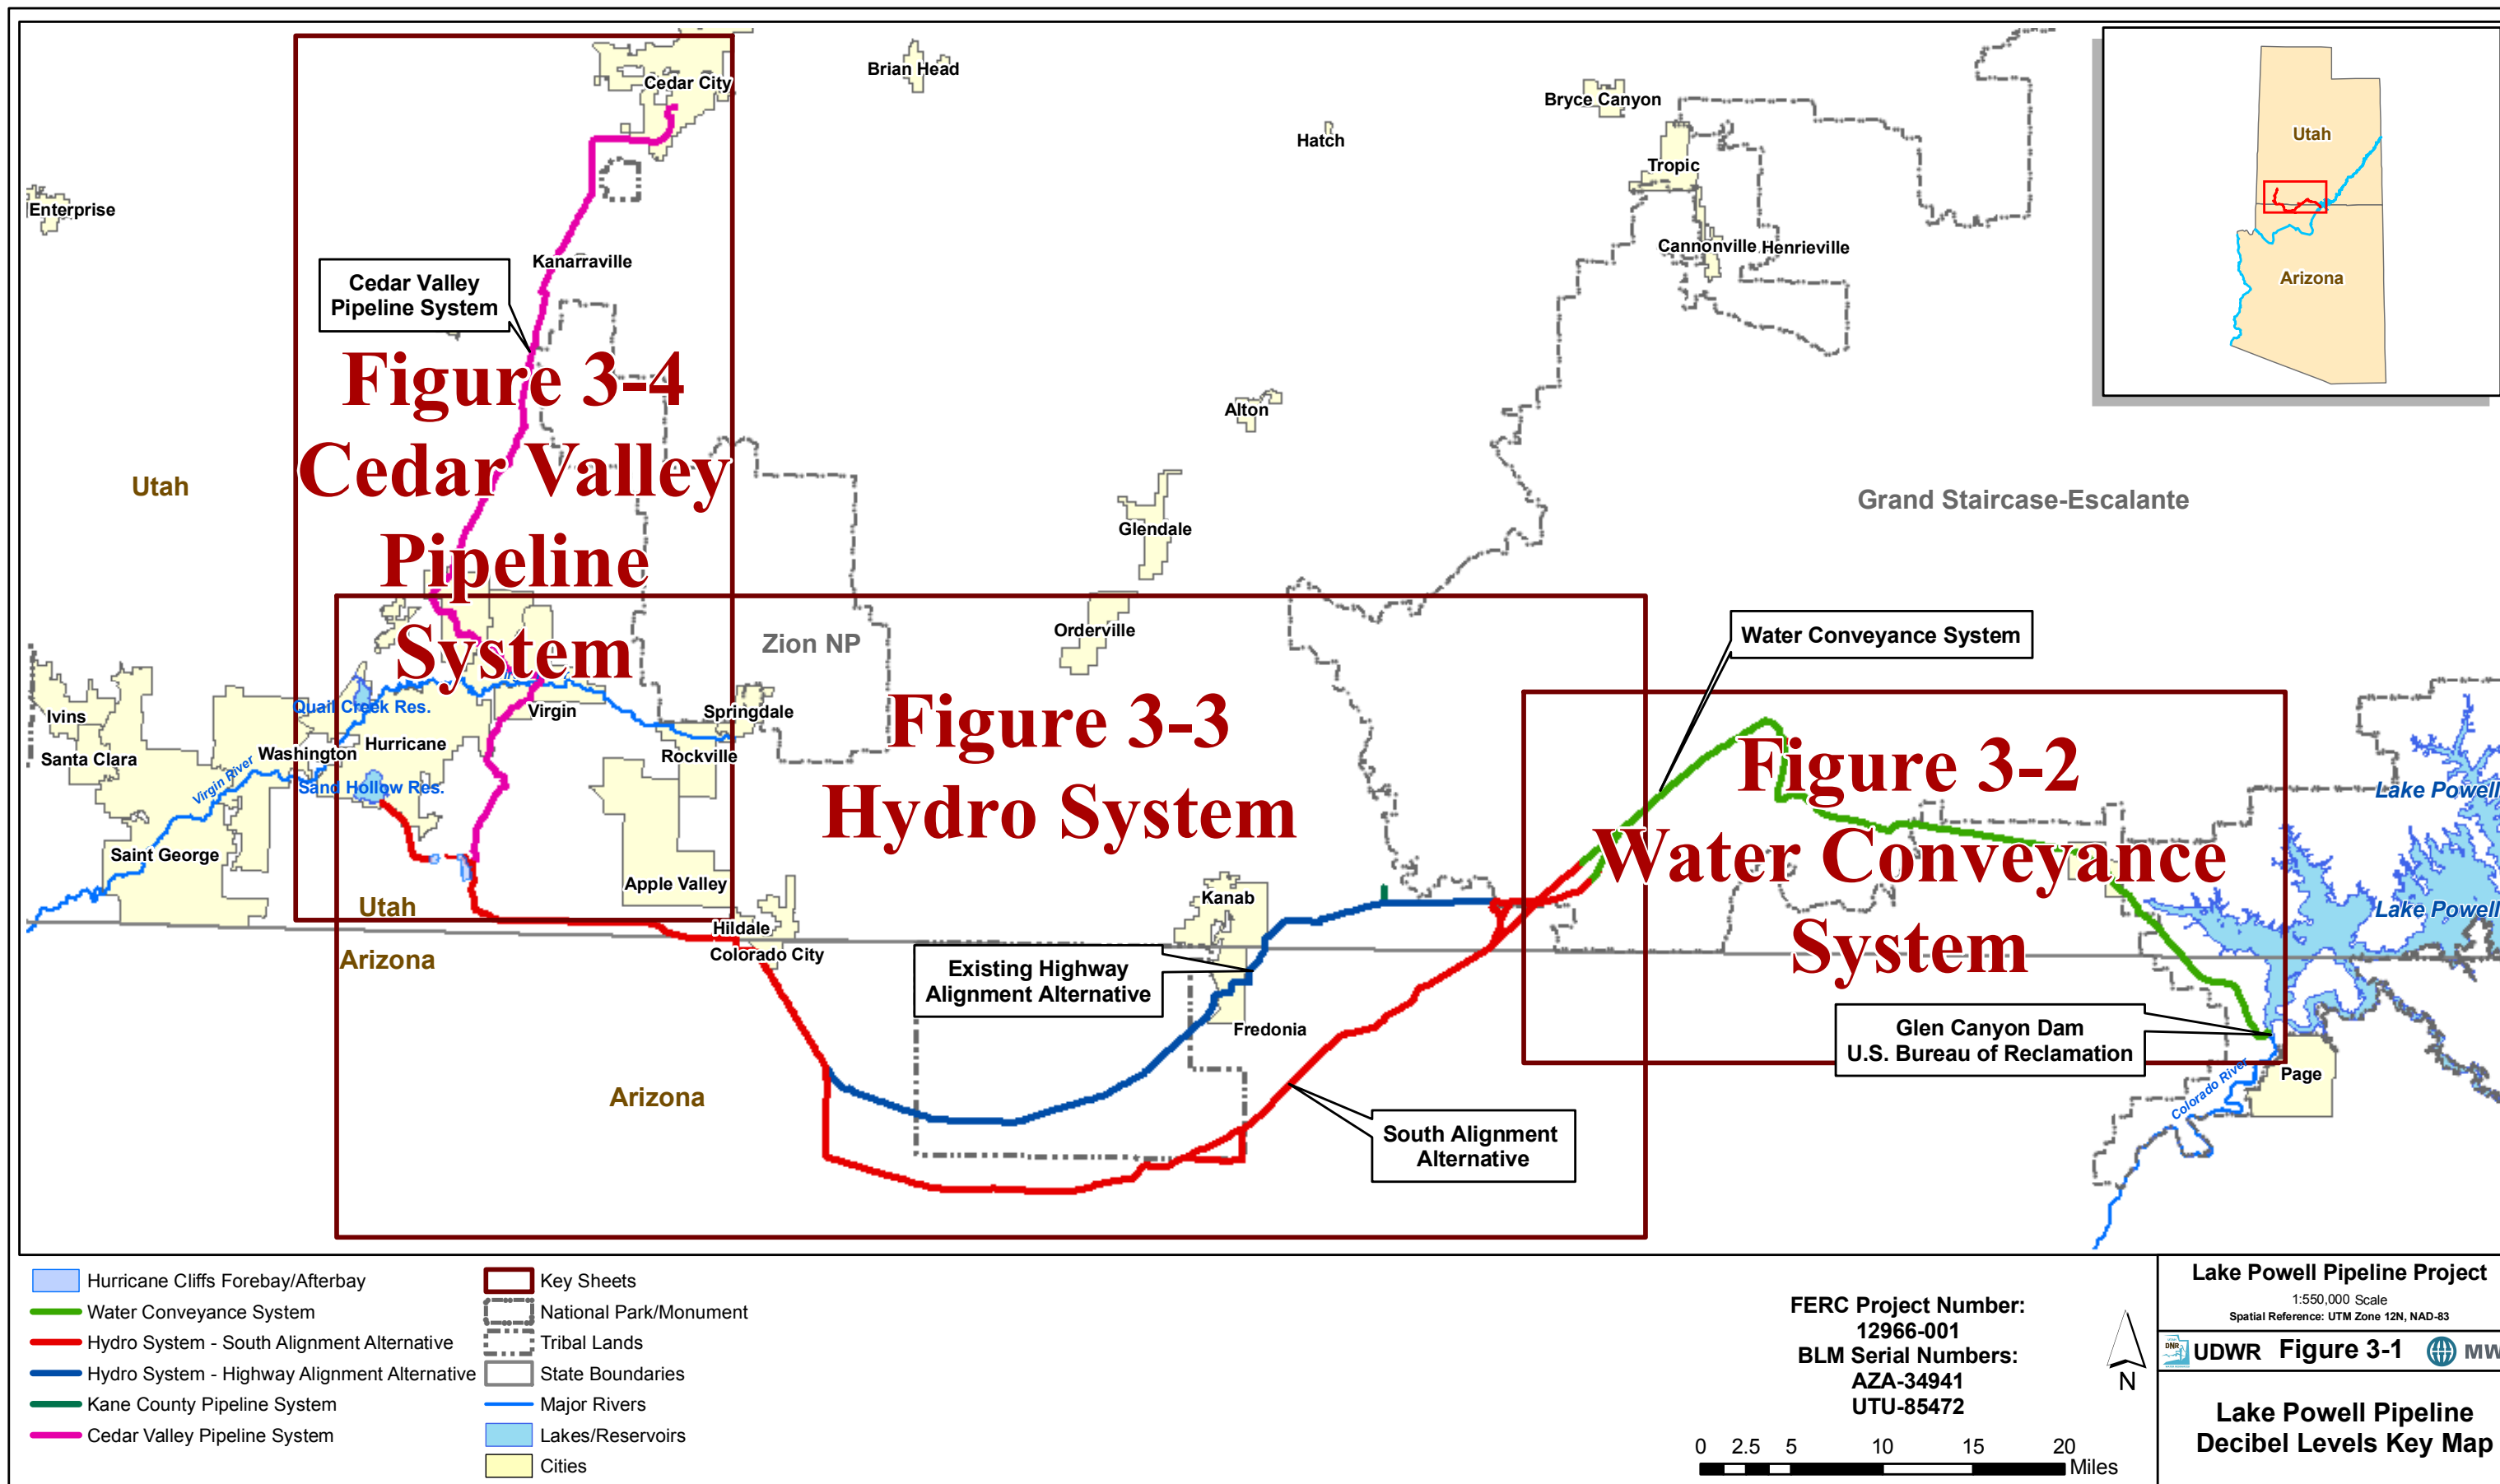 Cedar City
Brian Head
Bryce Canyon
Hatch
Tropic
Enterprise
Kanarraville
Cannonville
Henrieville
Cedar Valley
Pipeline System
Utah
Arizona
Figure 3-4
Cedar Valley
Pipeline
System
Alton
Utah
Glendale
Grand Staircase-Escalante
Orderville
Zion NP
Water Conveyance System
Ivins
Quail Creek Res.
Virgin
Springdale
Santa Clara
Washington
Hurricane
Rockville
Virgin River
Sand Hollow Res.
Figure 3-3
Hydro System
Figure 3-2
Water Conveyance
System
Lake Powell
Lake Powell
Saint George
Apple Valley
Kanab
Utah
Hildale
Colorado City
Arizona
Existing Highway
Alignment Alternative
Fredonia
Glen Canyon Dam
U.S. Bureau of Reclamation
Page
Colorado River
Arizona
South Alignment
Alternative
Hurricane Cliffs Forebay/Afterbay
Water Conveyance System
Hydro System - South Alignment Alternative
Hydro System - Highway Alignment Alternative
Kane County Pipeline System
Cedar Valley Pipeline System
Key Sheets
National Park/Monument
Tribal Lands
State Boundaries
Major Rivers
Lakes/Reservoirs
Cities
FERC Project Number:
12966-001
BLM Serial Numbers:
AZA-34941
UTU-85472
0 2.5 5 10 15 20
Miles
N
Lake Powell Pipeline Project
1:550,000 Scale
Spatial Reference: UTM Zone 12N, NAD-83
DNR
UDWR Figure 3-1 MW
Lake Powell Pipeline
Decibel Levels Key Map